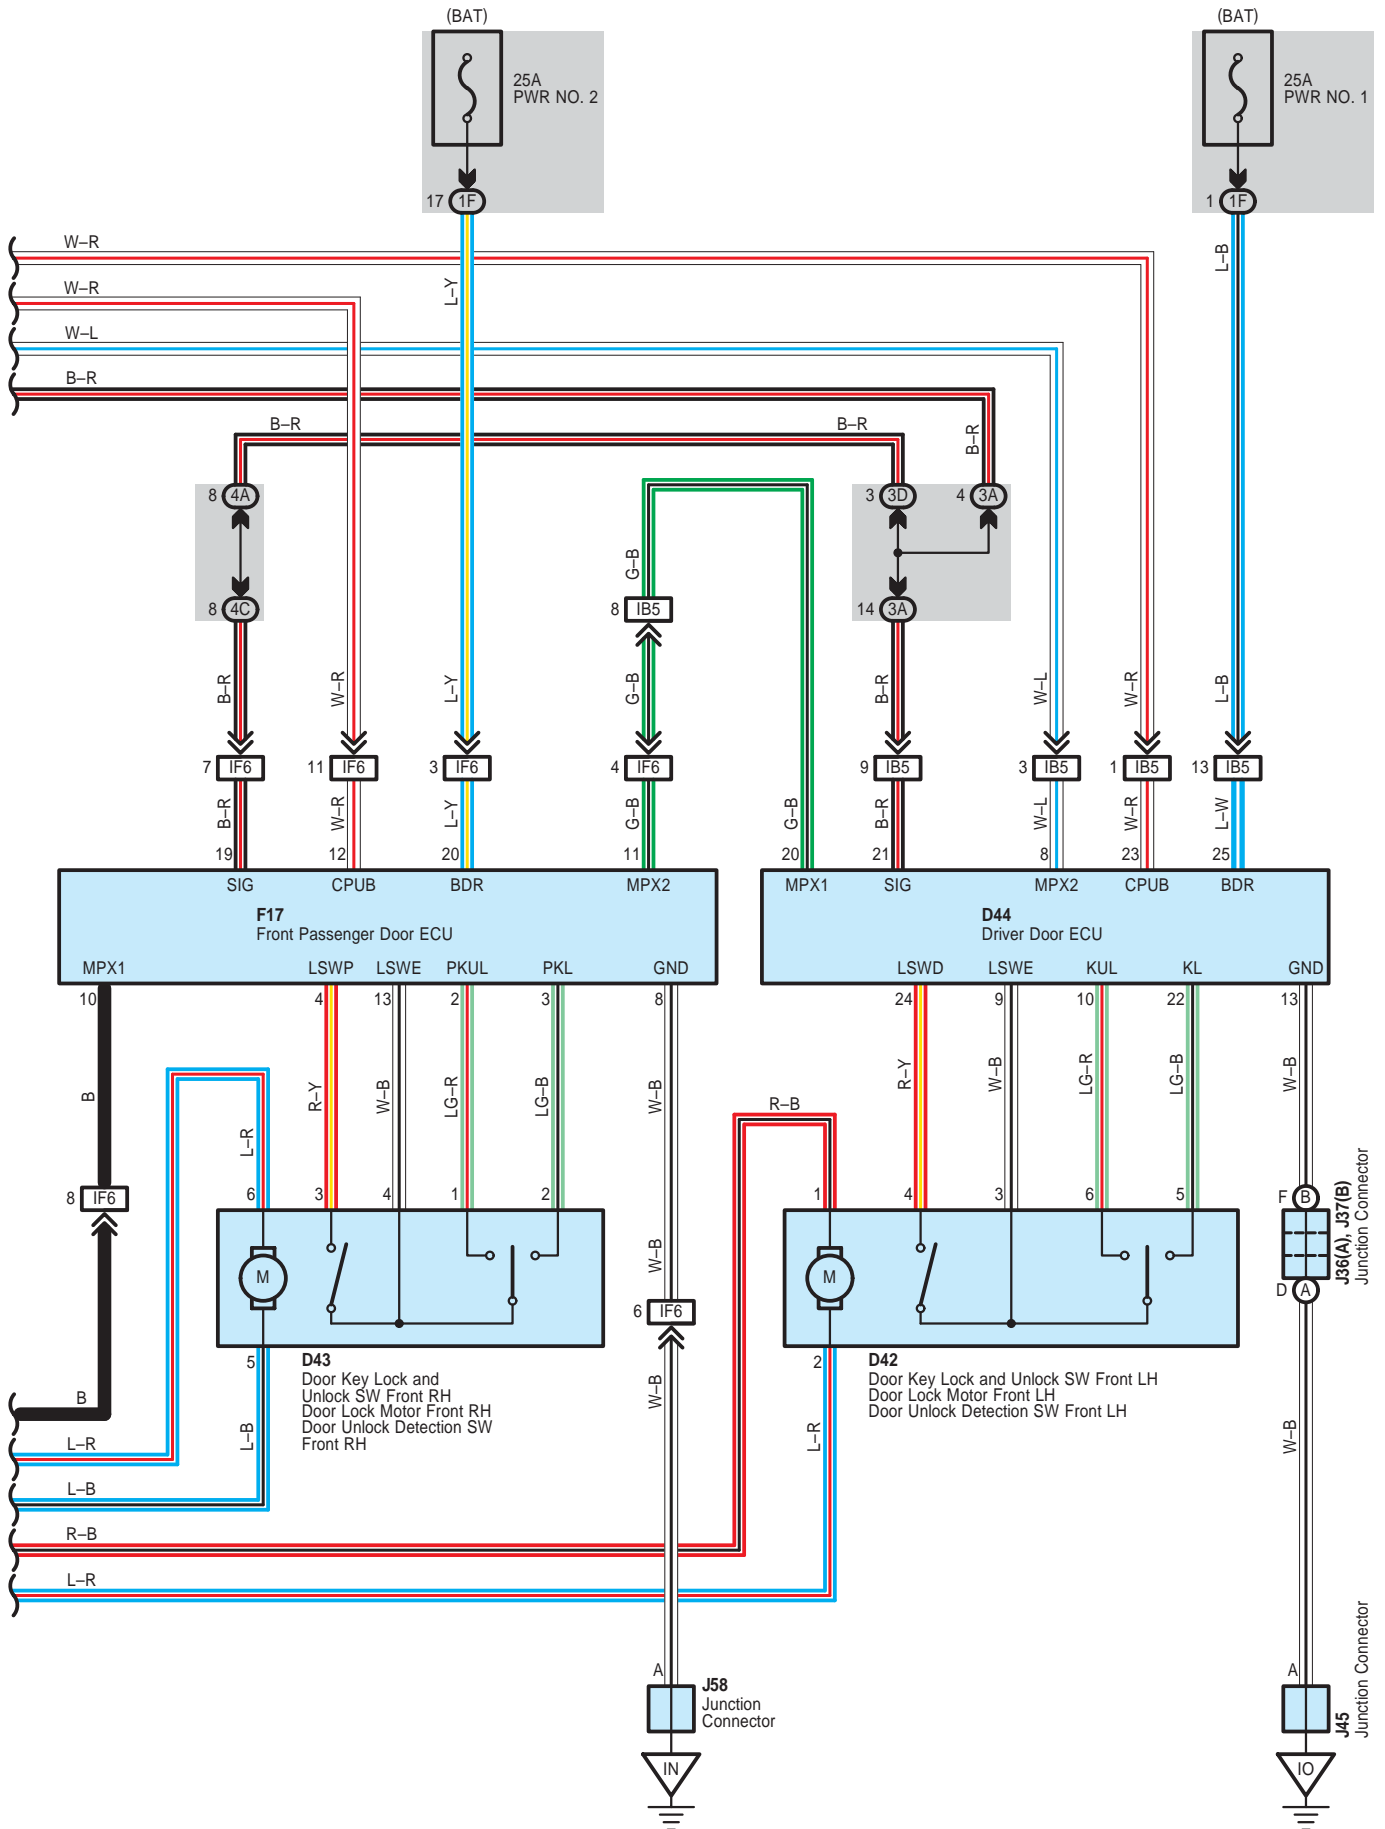 (BAT)
(BAT)
25A
PWR NO. 2
25A
PWR NO. 1
17 1F
1 1F
W–R
L–Y
L–B
W–R
W–L
B–R
B–R
B–R
B–R
8 4A
3 3D
4 3A
G–B
8 4C
8 IB5
14 3A
B–R
W–R
L–Y
G–B
B–R
W–L
W–R
L–B
7 IF6
11 IF6
3 IF6
4 IF6
9 IB5
3 IB5
1 IB5
13 IB5
B–R
W–R
L–Y
G–B
G–B
B–R
W–L
W–R
L–W
19
12
20
11
20
21
8
23
25
SIG
CPUB
BDR
MPX2
MPX1
SIG
MPX2
CPUB
BDR
F17
Front Passenger Door ECU
D44
Driver Door ECU
MPX1
LSWP
LSWE
PKUL
PKL
GND
LSWD
LSWE
KUL
KL
GND
10
4
13
2
3
8
24
9
10
22
13
B
L–R
R–Y
W–B
LG–R
LG–B
W–B
R–B
R–Y
W–B
LG–R
LG–B
W–B
8 IF6
6
3
4
1
2
1
4
3
6
5
F B
J36(A), J37(B)
Junction Connector
M
M
W–B
D A
6 IF6
5
D43
Door Key Lock and
Unlock SW Front RH
Door Lock Motor Front RH
Door Unlock Detection SW
Front RH
2
D42
Door Key Lock and Unlock SW Front LH
Door Lock Motor Front LH
Door Unlock Detection SW Front LH
B
L–B
W–B
L–R
W–B
L–R
L–B
R–B
L–R
A
J58
Junction
Connector
A
J45
Junction Connector
IN
IO